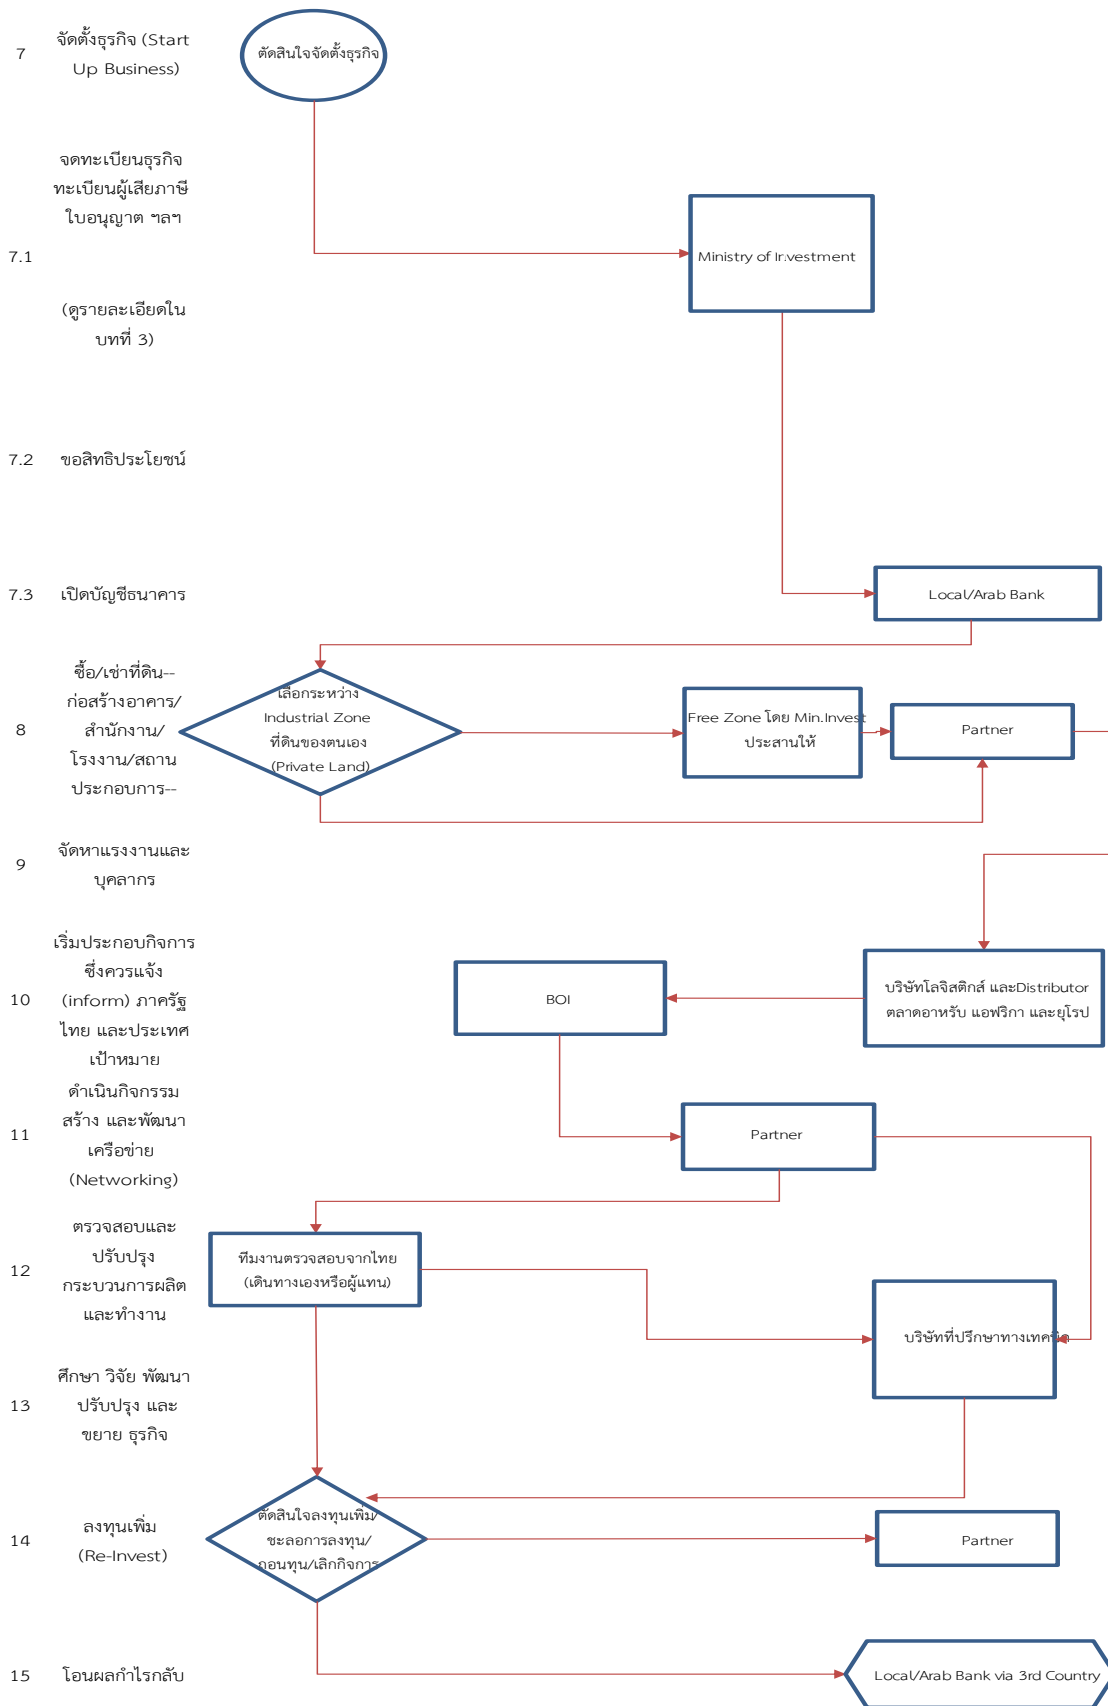 7
จัดตั้งธุรกิจ (Start
Up Business)
ตัดสินใจจัดตั้งธุรกิจ
จดทะเบียนธุรกิจ
ทะเบียนผู้เสียภาษี
ใบอนุญาต ฯลฯ
7.1
(ดูรายละเอียดใน
บทที่ 3)
Ministry of Investment
7.2
ขอสิทธิประโยชน์
7.3
เปิดบัญชีธนาคาร
Local/Arab Bank
8
ซื้อ/เช่าที่ดิน--
ก่อสร้างอาคาร/
สำนักงาน/
โรงงาน/สถาน
ประกอบการ--
เลือกระหว่าง
Industrial Zone
ที่ดินของตนเอง
(Private Land)
Free Zone โดย Min.Invest
ประสานให้
Partner
9
จัดหาแรงงานและ
บุคลากร
10
เริ่มประกอบกิจการ
ซึ่งควรแจ้ง
(inform) ภาครัฐ
ไทย และประเทศ
เป้าหมาย
BOI
บริษัทโลจิสติกส์ และDistributor
ตลาดอาหรับ แอฟริกา และยุโรป
11
ดำเนินกิจกรรม
สร้าง และพัฒนา
เครือข่าย
(Networking)
Partner
12
ตรวจสอบและ
ปรับปรุง
กระบวนการผลิต
และทำงาน
ทีมงานตรวจสอบจากไทย
(เดินทางเองหรือผู้แทน)
บริษัทที่ปรึกษาทางเทคนิค
13
ศึกษา วิจัย พัฒนา
ปรับปรุง และ
ขยาย ธุรกิจ
14
ลงทุนเพิ่ม
(Re-Invest)
ตัดสินใจลงทุนเพิ่ม/
ชะลอการลงทุน/
ถอนทุน/เลิกกิจการ
Partner
15
โอนผลกำไรกลับ
Local/Arab Bank via 3rd Country